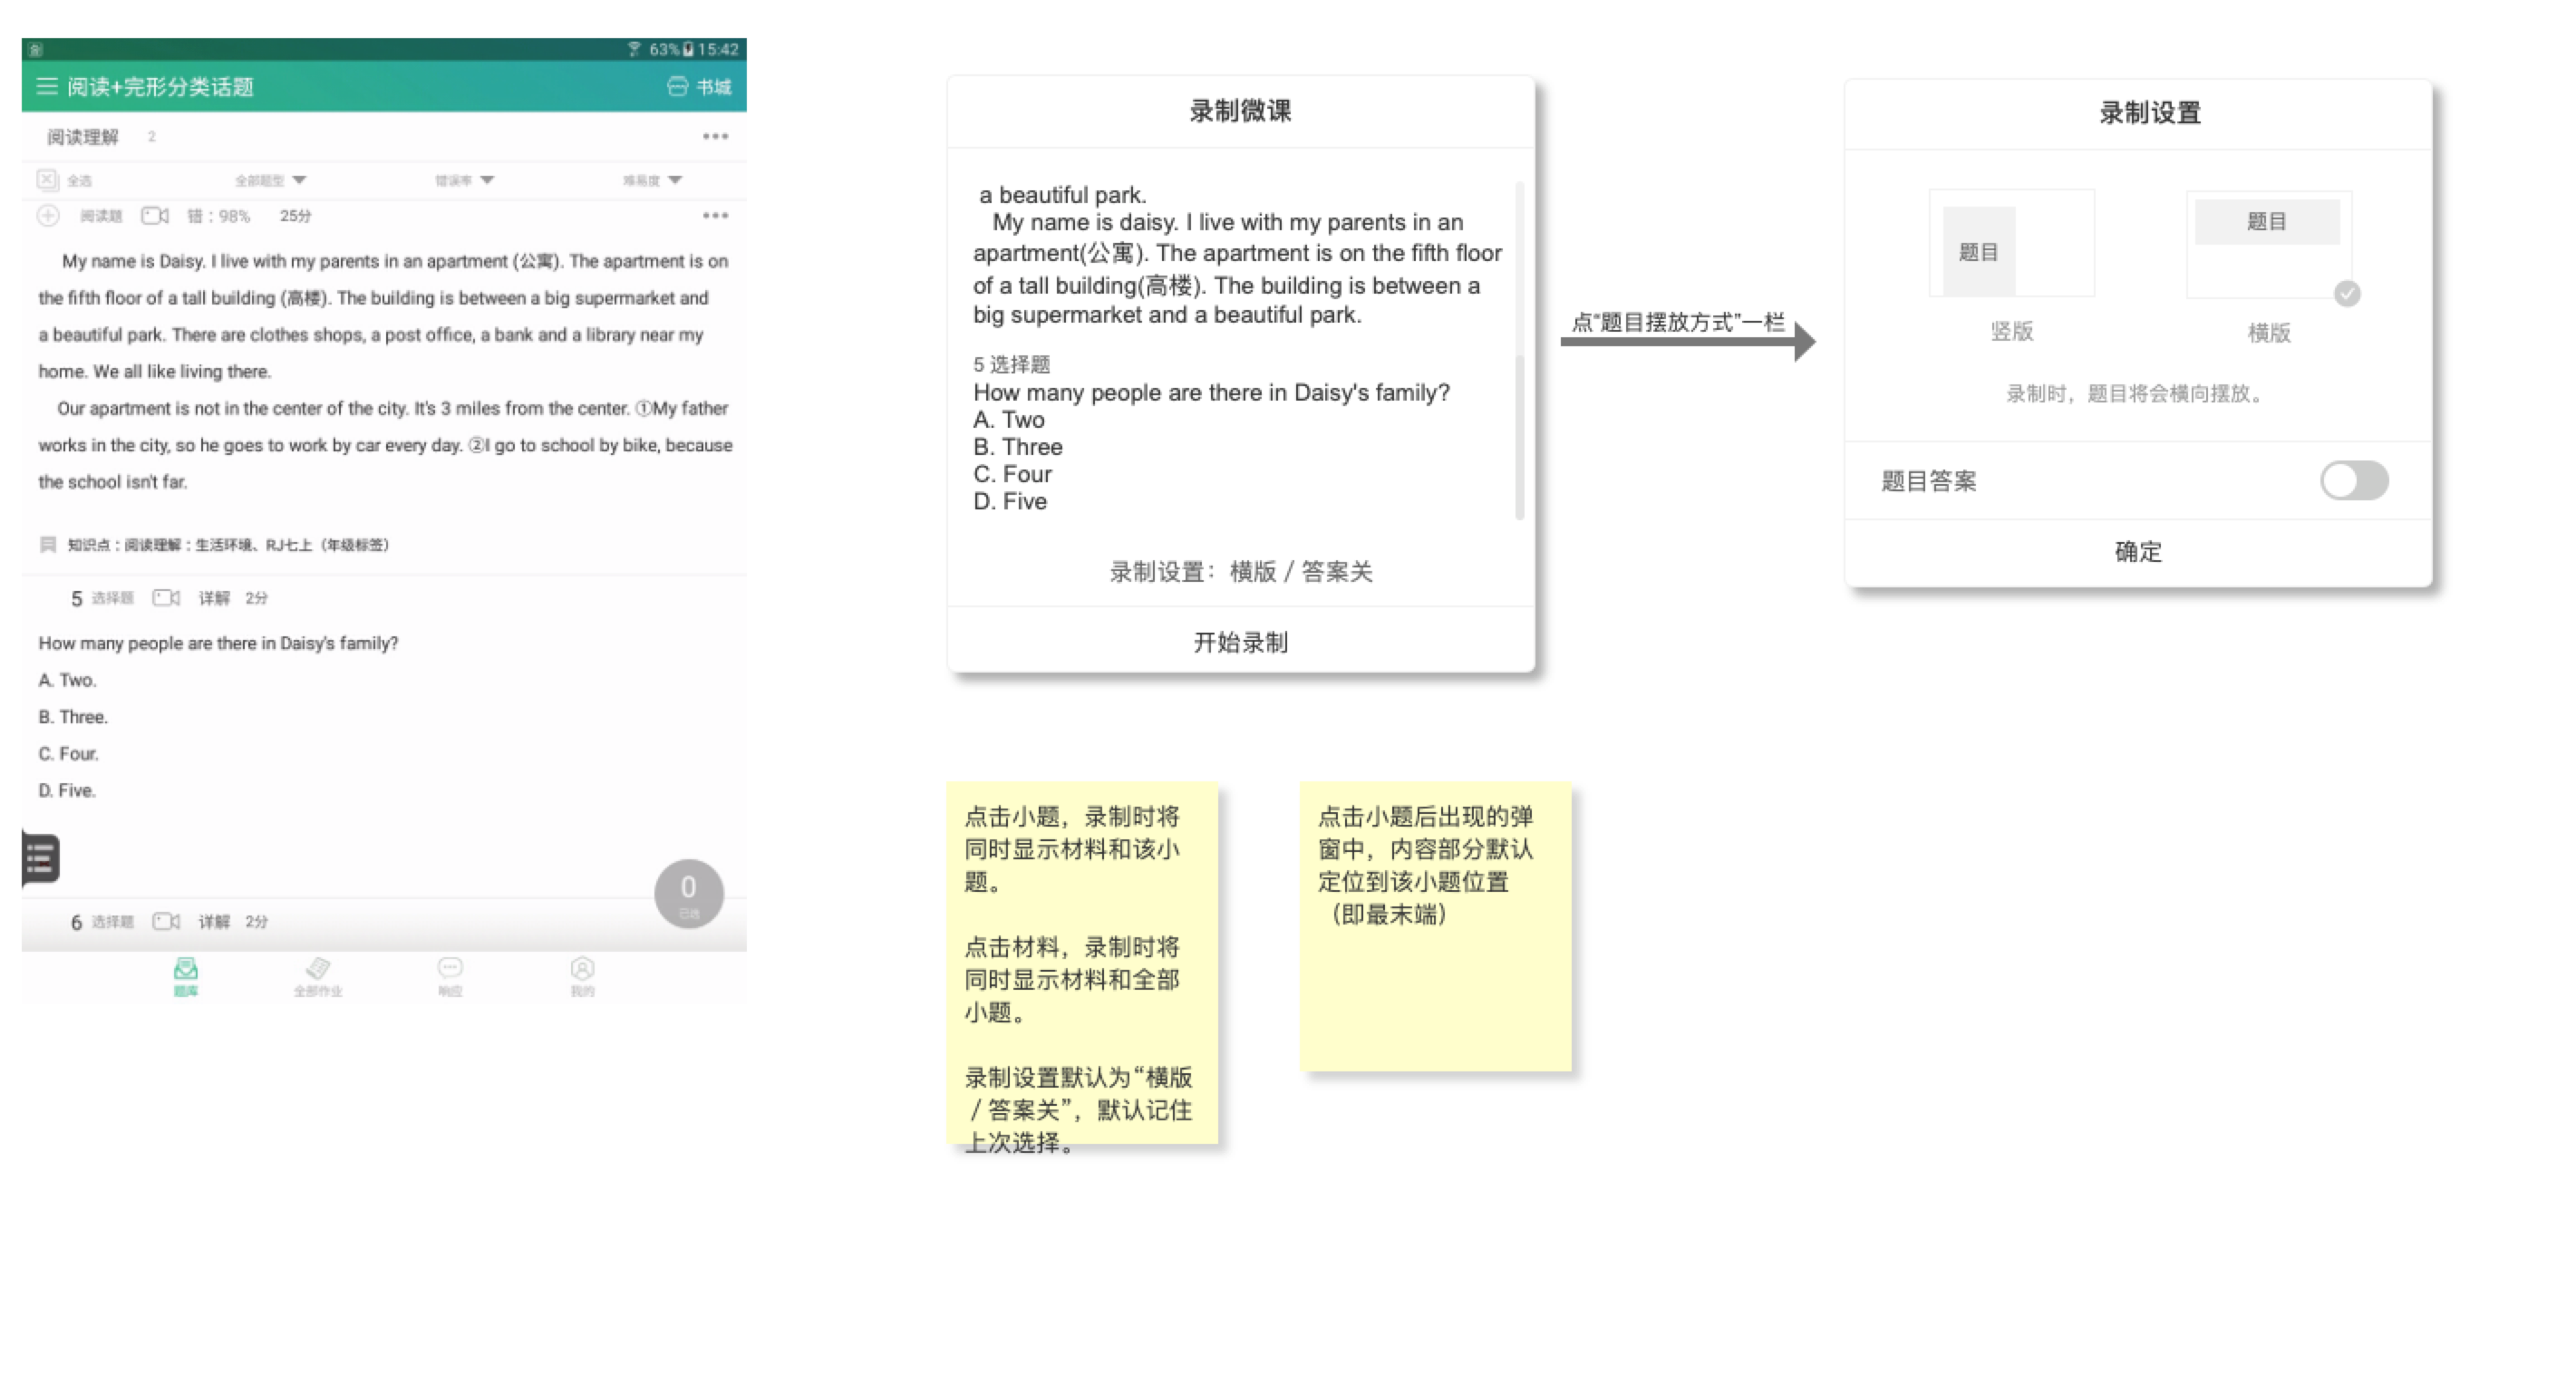 63% 15:42
阅读+完形分类话题
书城
阅读理解 2
全选 全部题型 错误率 难易度
阅读题 错：98% 25分
My name is Daisy. I live with my parents in an apartment (公寓). The apartment is on
the fifth floor of a tall building (高楼). The building is between a big supermarket and
a beautiful park. There are clothes shops, a post office, a bank and a library near my
home. We all like living there.
Our apartment is not in the center of the city. It's 3 miles from the center. ①My father
works in the city, so he goes to work by car every day. ②I go to school by bike, because
the school isn't far.
知识点：阅读理解：生活环境、RJ七上（年级标签）
5 选择题 详解 2分
How many people are there in Daisy's family?
A. Two.
B. Three.
C. Four.
D. Five.
0
已选
6 选择题 详解 2分
题库 全部作业 响应 我的
录制微课
a beautiful park.
My name is daisy. I live with my parents in an
apartment(公寓). The apartment is on the fifth floor
of a tall building(高楼). The building is between a
big supermarket and a beautiful park.
5 选择题
How many people are there in Daisy's family?
A. Two
B. Three
C. Four
D. Five
录制设置：横版 / 答案关
开始录制
点“题目摆放方式”一栏
录制设置
题目
题目
竖版
横版
录制时，题目将会横向摆放。
题目答案
确定
点击小题，录制时将
同时显示材料和该小
题。
点击材料，录制时将
同时显示材料和全部
小题。
录制设置默认为“横版
/ 答案关”，默认记住
上次选择。
点击小题后出现的弹
窗中，内容部分默认
定位到该小题位置
（即最末端）